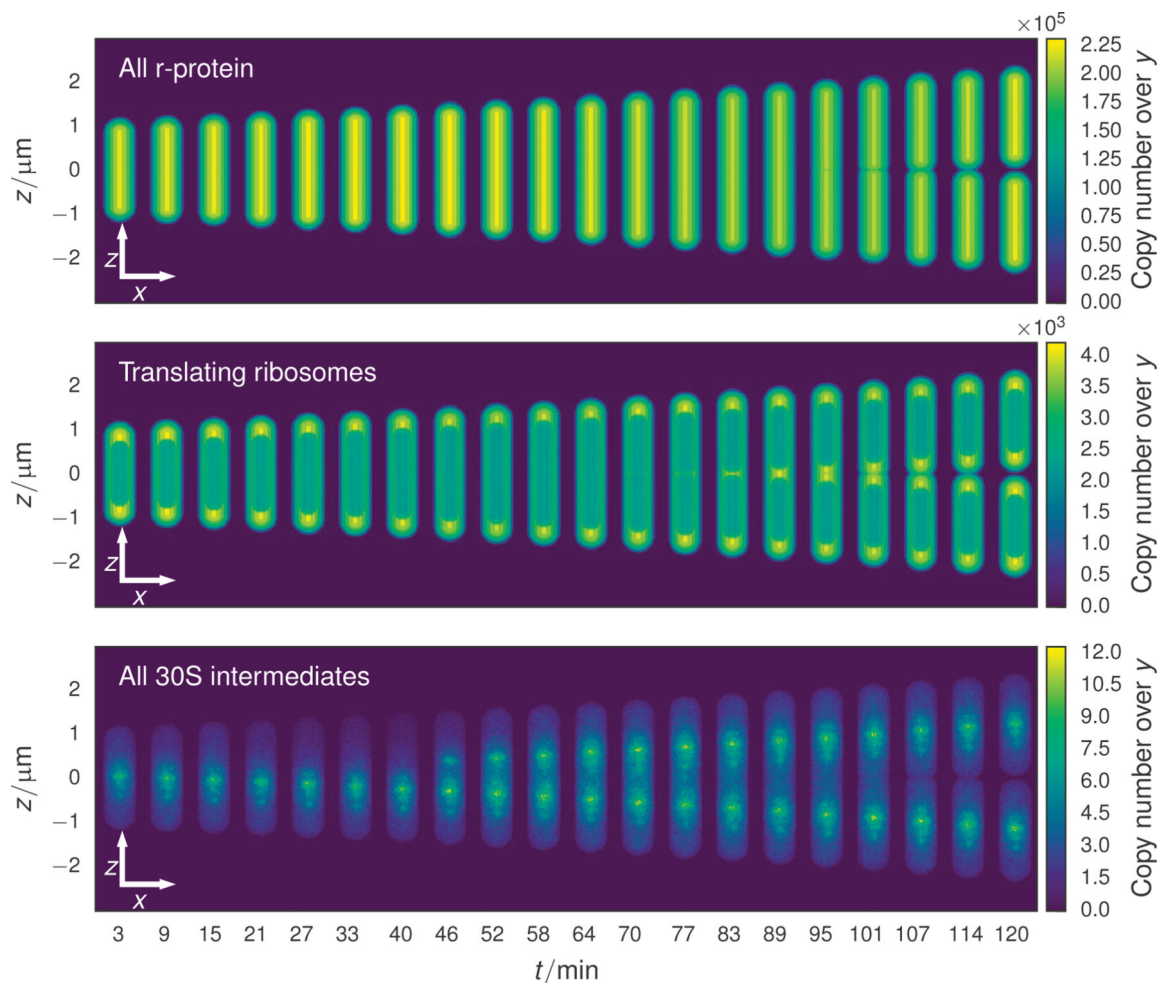 ×10⁵
All r-protein
2
1
0
−1
−2
z/µm
z
x
2.25
2.00
1.75
1.50
1.25
1.00
0.75
0.50
0.25
0.00
Copy number over y
×10³
Translating ribosomes
2
1
0
−1
−2
z/µm
z
x
4.0
3.5
3.0
2.5
2.0
1.5
1.0
0.5
0.0
Copy number over y
All 30S intermediates
2
1
0
−1
−2
z/µm
z
x
12.0
10.5
9.0
7.5
6.0
4.5
3.0
1.5
0.0
Copy number over y
3 9 15 21 27 33 40 46 52 58 64 70 77 83 89 95 101 107 114 120
t/min